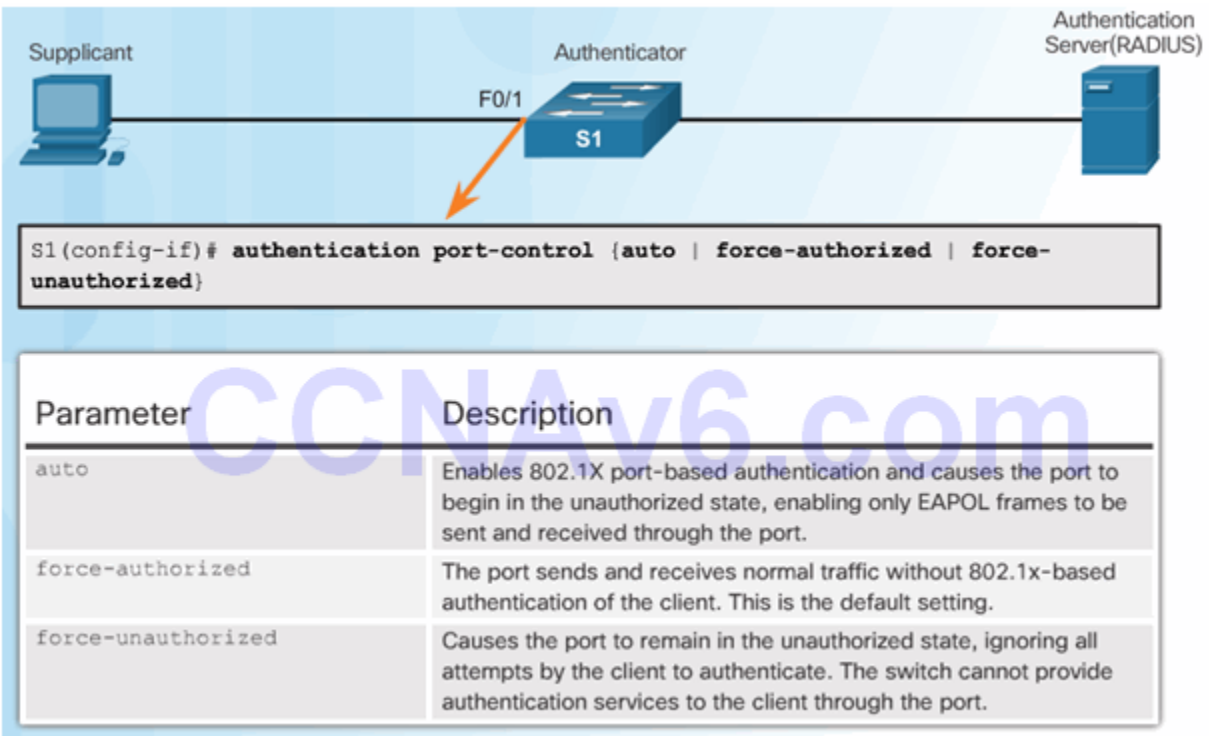 Supplicant
Authenticator
Authentication
Server(RADIUS)
F0/1
S1
S1(config-if)# authentication port-control {auto | force-authorized | force-
unauthorized}
CCNAv6.com
Parameter
Description
auto
Enables 802.1X port-based authentication and causes the port to
begin in the unauthorized state, enabling only EAPOL frames to be
sent and received through the port.
force-authorized
The port sends and receives normal traffic without 802.1x-based
authentication of the client. This is the default setting.
force-unauthorized
Causes the port to remain in the unauthorized state, ignoring all
attempts by the client to authenticate. The switch cannot provide
authentication services to the client through the port.